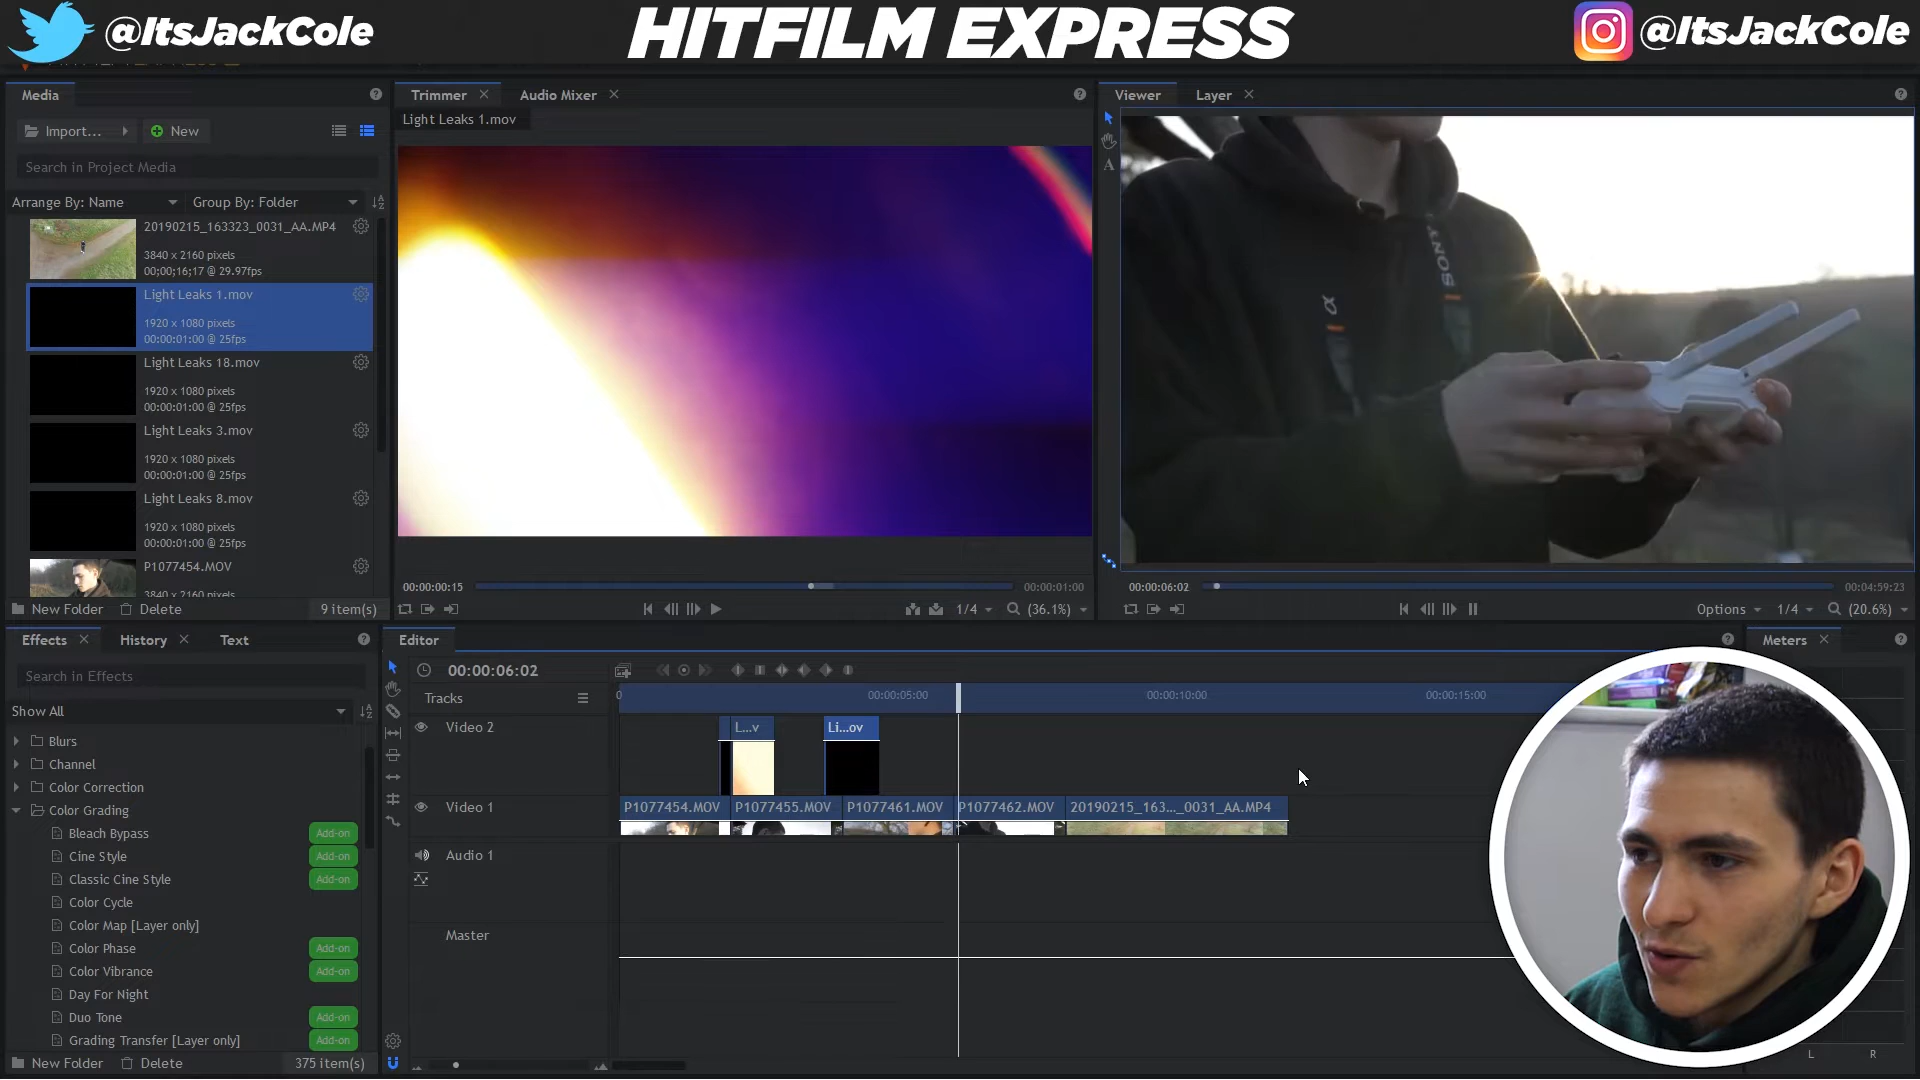 @ItsJackCole
HITFILM EXPRESS
@ItsJackCole
Media
Import...
New
Search in Project Media
Arrange By: Name
Group By: Folder
20190215_163323_0031_AA.MP4
3840 x 2160 pixels
00;00;16;17 @ 29.97fps
Light Leaks 1.mov
1920 x 1080 pixels
00:00:01:00 @ 25fps
Light Leaks 18.mov
1920 x 1080 pixels
00:00:01:00 @ 25fps
Light Leaks 3.mov
1920 x 1080 pixels
00:00:01:00 @ 25fps
Light Leaks 8.mov
1920 x 1080 pixels
00:00:01:00 @ 25fps
P1077454.MOV
3840 x 2160 pixels
New Folder
Delete
9 item(s)
Trimmer
Audio Mixer
Light Leaks 1.mov
00:00:00:15
00:00:01:00
1/4
(36.1%)
Viewer
Layer
A
SONY
α
00:00:06:02
00:04:59:23
Options
1/4
(20.6%)
Effects
History
Text
Search in Effects
Show All
Blurs
Channel
Color Correction
Color Grading
Bleach Bypass
Add-on
Cine Style
Add-on
Classic Cine Style
Add-on
Color Cycle
Color Map [Layer only]
Color Phase
Add-on
Color Vibrance
Add-on
Day For Night
Duo Tone
Add-on
Grading Transfer [Layer only]
Add-on
New Folder
Delete
375 item(s)
Editor
00:00:06:02
Tracks
0
00:00:05:00
00:00:10:00
00:00:15:00
Video 2
L...v
Li...ov
Video 1
P1077454.MOV
P1077455.MOV
P1077461.MOV
P1077462.MOV
20190215_163..._0031_AA.MP4
Audio 1
Master
Meters
L
R